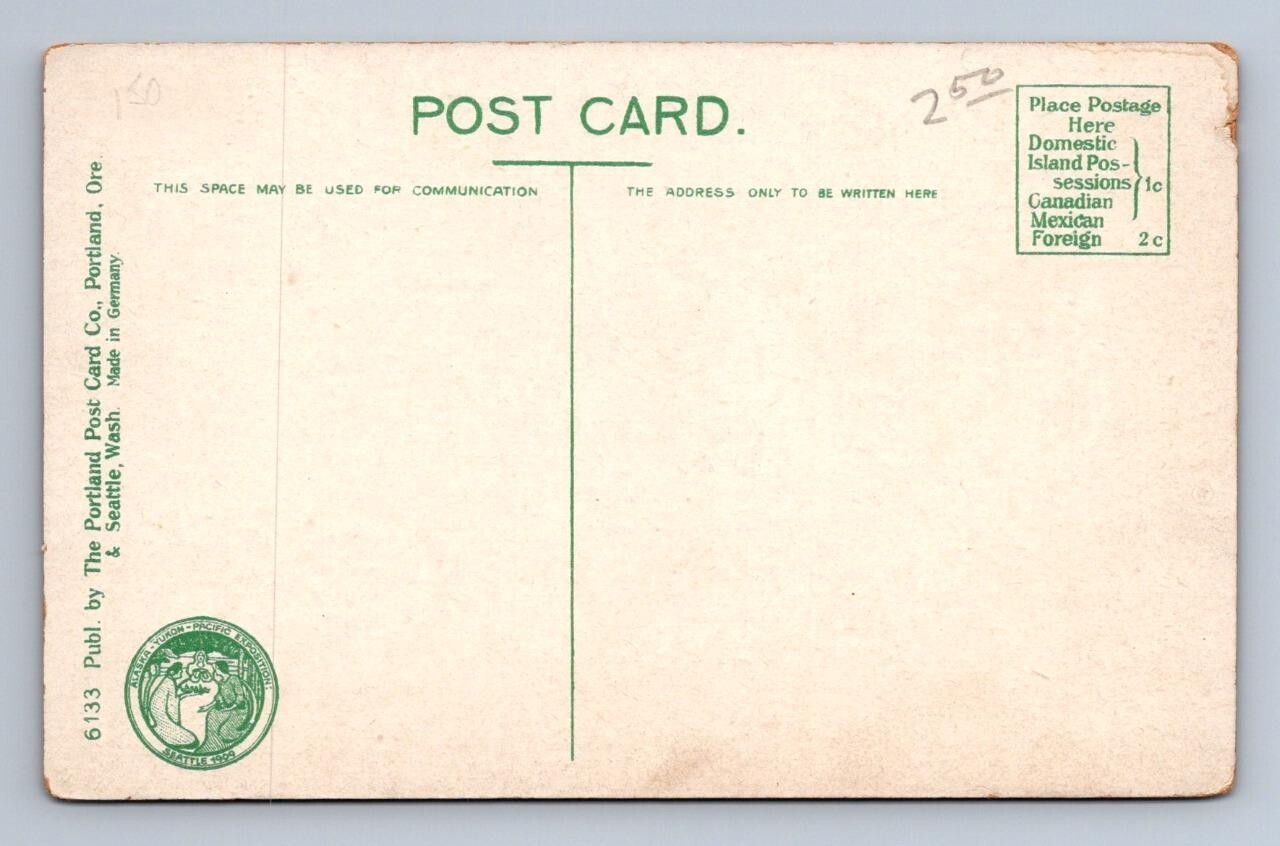 150
POST CARD.
2 50
Place Postage
Here
Domestic
Island Pos-
sessions
Canadian
Mexican
1c
Foreign 2c
THIS SPACE MAY BE USED FOR COMMUNICATION
THE ADDRESS ONLY TO BE WRITTEN HERE
6133 Publ. by The Portland Post Card Co., Portland, Ore.
& Seattle, Wash. Made in Germany
ALASKA-YUKON-PACIFIC EXPOSITION:
SEATTLE 1909